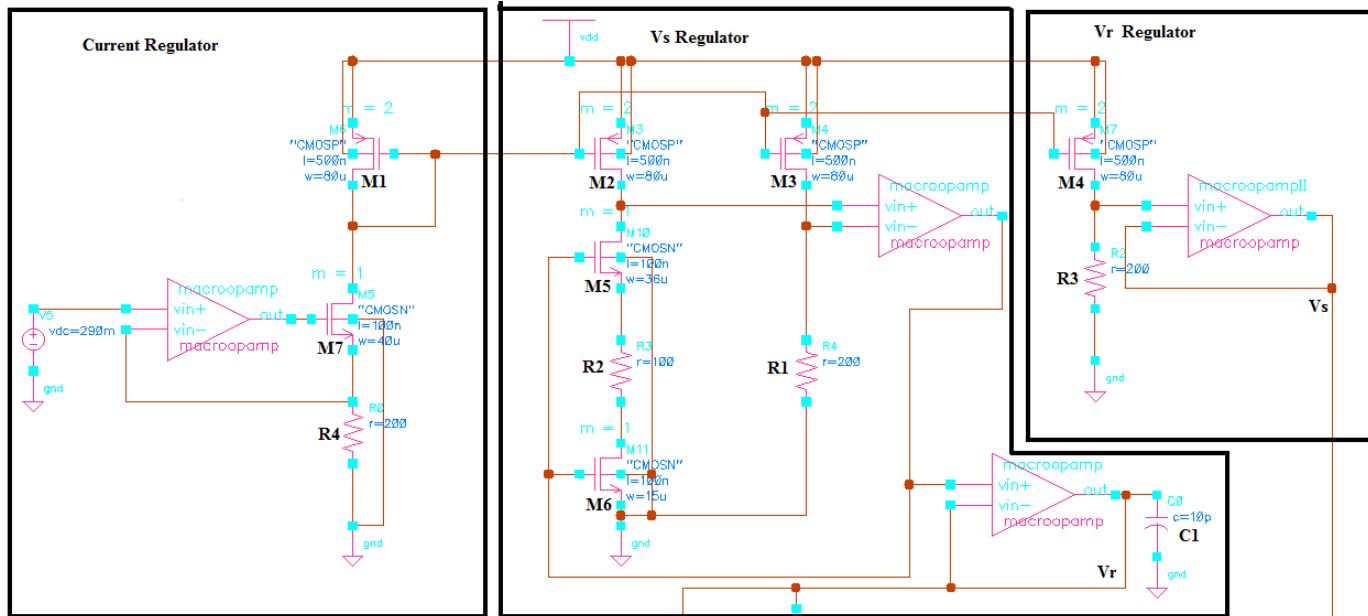 Current Regulator
m = 2
M6
"CMOSP"
l=500n
w=80u
M1
V5
vdc=290m
gnd
macroopamp
vin+
vin-
out
macroopamp
m = 1
M5
"CMOSN"
l=100n
w=40u
M7
R0
r=200
R4
gnd
Vs Regulator
vdd
m = 2
M3
"CMOSP"
l=500n
w=80u
M2
m = 2
M4
"CMOSP"
l=500n
w=80u
M3
macroopamp
vin+
vin-
out
macroopamp
m = 1
M10
"CMOSN"
l=100n
w=36u
M5
R3
r=100
R2
R4
r=200
R1
m = 1
M11
"CMOSN"
l=100n
w=15u
M6
gnd
macroopamp
vin+
vin-
out
macroopamp
C0
c=10p
C1
gnd
Vr
Vr Regulator
m = 2
M7
"CMOSP"
l=500n
w=80u
M4
macroopampII
vin+
vin-
out
macroopamp
R2
r=200
R3
Vs
gnd